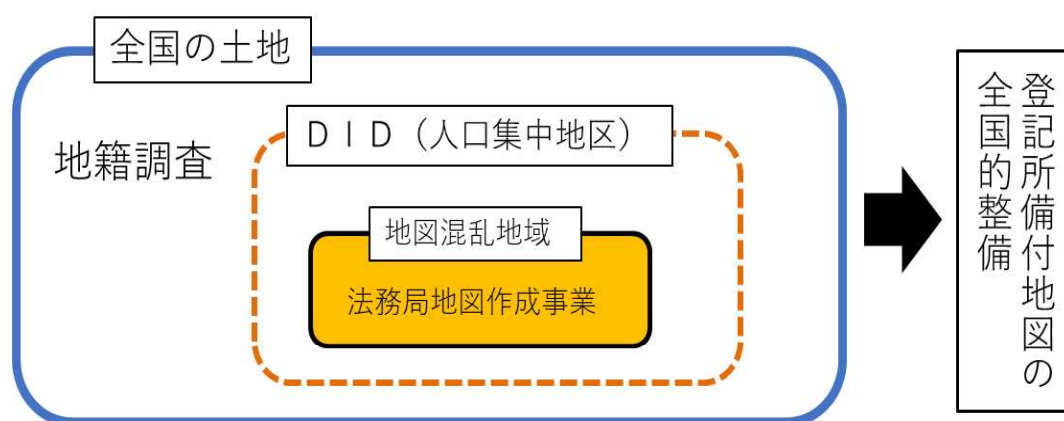 全国の土地
地籍調査
ＤＩＤ（人口集中地区）
地図混乱地域
法務局地図作成事業
登記所備付地図の
全国的整備